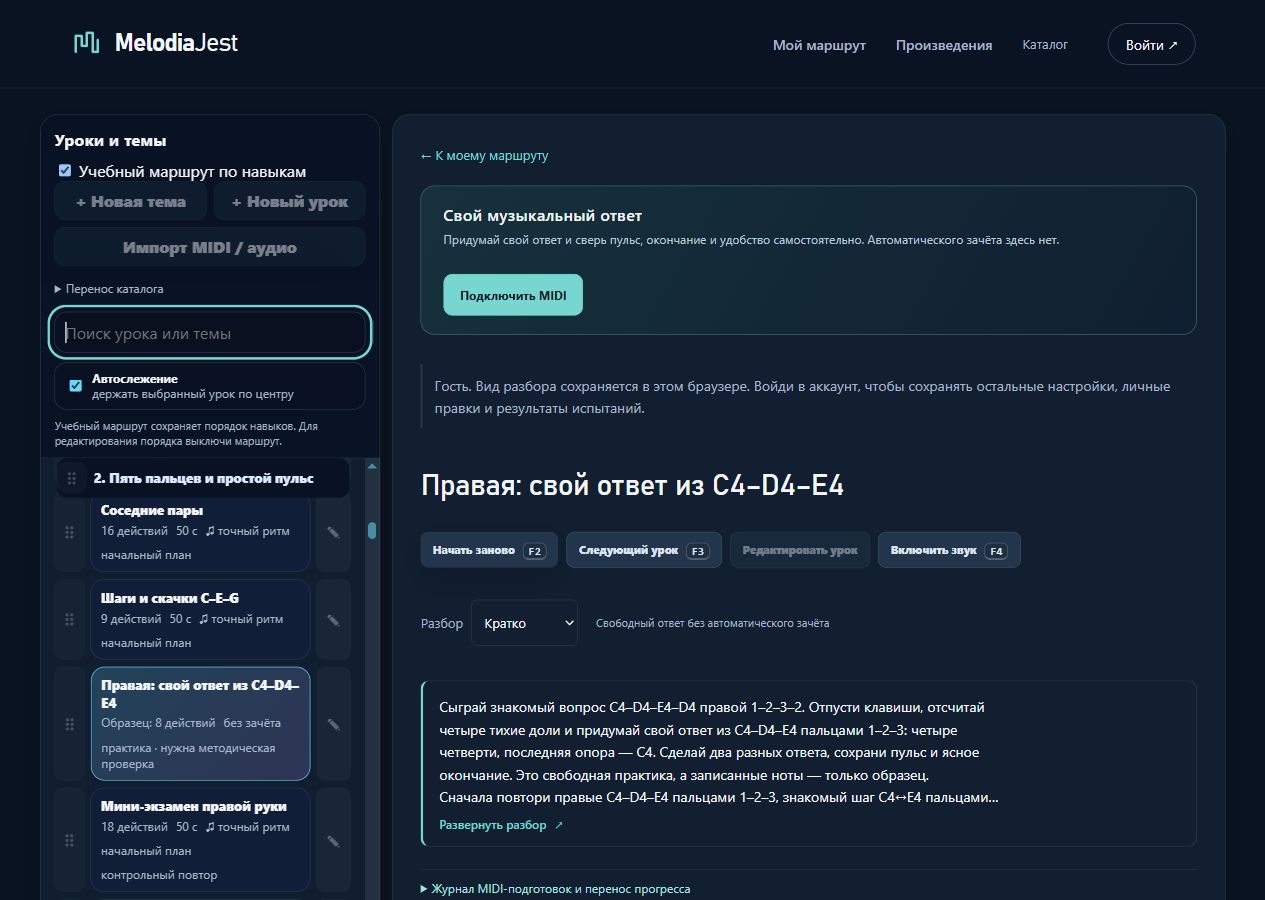 MelodiaJest
Мой маршрут
Произведения
Каталог
Войти ↗
Уроки и темы
Учебный маршрут по навыкам
+ Новая тема
+ Новый урок
Импорт MIDI / аудио
▶ Перенос каталога
Поиск урока или темы
Автослежение
держать выбранный урок по центру
Учебный маршрут сохраняет порядок навыков. Для
редактирования порядка выключи маршрут.
2. Пять пальцев и простой пульс
Соседние пары
16 действий 50 с ♫ точный ритм
начальный план
Шаги и скачки C–E–G
9 действий 50 с ♫ точный ритм
начальный план
Правая: свой ответ из C4–D4–
E4
Образец: 8 действий без зачёта
практика · нужна методическая
проверка
Мини-экзамен правой руки
18 действий 50 с ♫ точный ритм
начальный план
контрольный повтор
← К моему маршруту
Свой музыкальный ответ
Придумай свой ответ и сверь пульс, окончание и удобство самостоятельно. Автоматического зачёта здесь нет.
Подключить MIDI
Гость. Вид разбора сохраняется в этом браузере. Войди в аккаунт, чтобы сохранять остальные настройки, личные
правки и результаты испытаний.
Правая: свой ответ из C4–D4–E4
Начать заново F2
Следующий урок F3
Редактировать урок
Включить звук F4
Разбор
Кратко
Свободный ответ без автоматического зачёта
Сыграй знакомый вопрос C4–D4–E4–D4 правой 1–2–3–2. Отпусти клавиши, отсчитай
четыре тихие доли и придумай свой ответ из C4–D4–E4 пальцами 1–2–3: четыре
четверти, последняя опора — C4. Сделай два разных ответа, сохрани пульс и ясное
окончание. Это свободная практика, а записанные ноты — только образец.
Сначала повтори правые C4–D4–E4 пальцами 1–2–3, знакомый шаг C4↔E4 пальцами...
Развернуть разбор ↗
▶ Журнал MIDI-подготовок и перенос прогресса